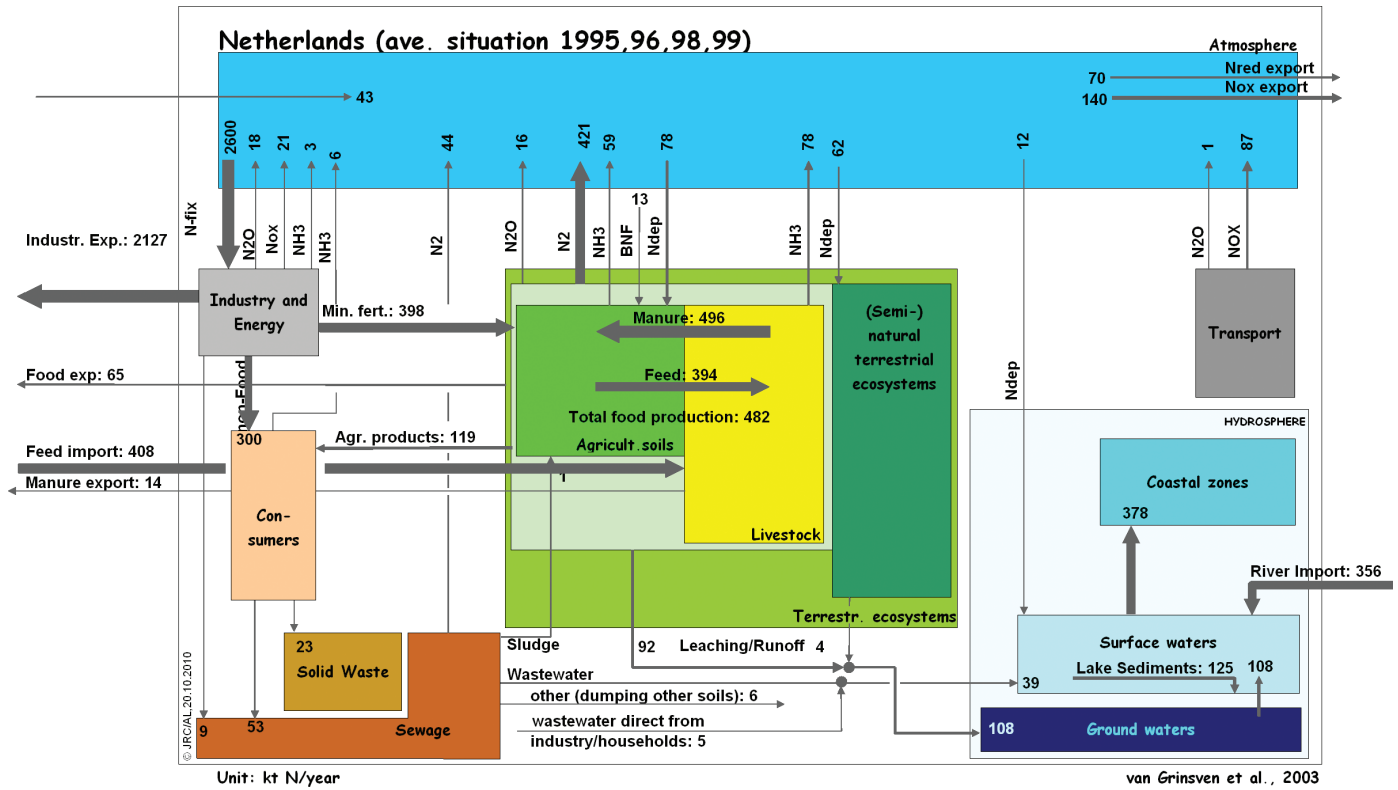 Netherlands (ave. situation 1995,96,98,99)
Atmosphere
70
Nred export
140
Nox export
43
2600
18
21
3
6
44
16
421
59
78
78
62
12
1
87
13
N-fix
N2O
Nox
NH3
NH3
N2
N2O
N2
NH3
BNF
Ndep
NH3
Ndep
Ndep
N2O
NOX
Industr. Exp.: 2127
Industry and
Energy
Min. fert.: 398
Manure: 496
Feed: 394
Total food production: 482
Agricult.soils
(Semi-)
natural
terrestrial
ecosystems
Transport
Food exp: 65
non-Food
300
Agr. products: 119
Feed import: 408
1
Manure export: 14
Con-
sumers
Livestock
HYDROSPHERE
Coastal zones
378
River Import: 356
Terrestr. ecosystems
23
Solid Waste
Sludge
92
Leaching/Runoff 4
Surface waters
Lake Sediments: 125
108
Wastewater
39
other (dumping other soils): 6
9
53
Sewage
wastewater direct from
industry/households: 5
108
Ground waters
© JRC/AL.20.10.2010
Unit: kt N/year
van Grinsven et al., 2003